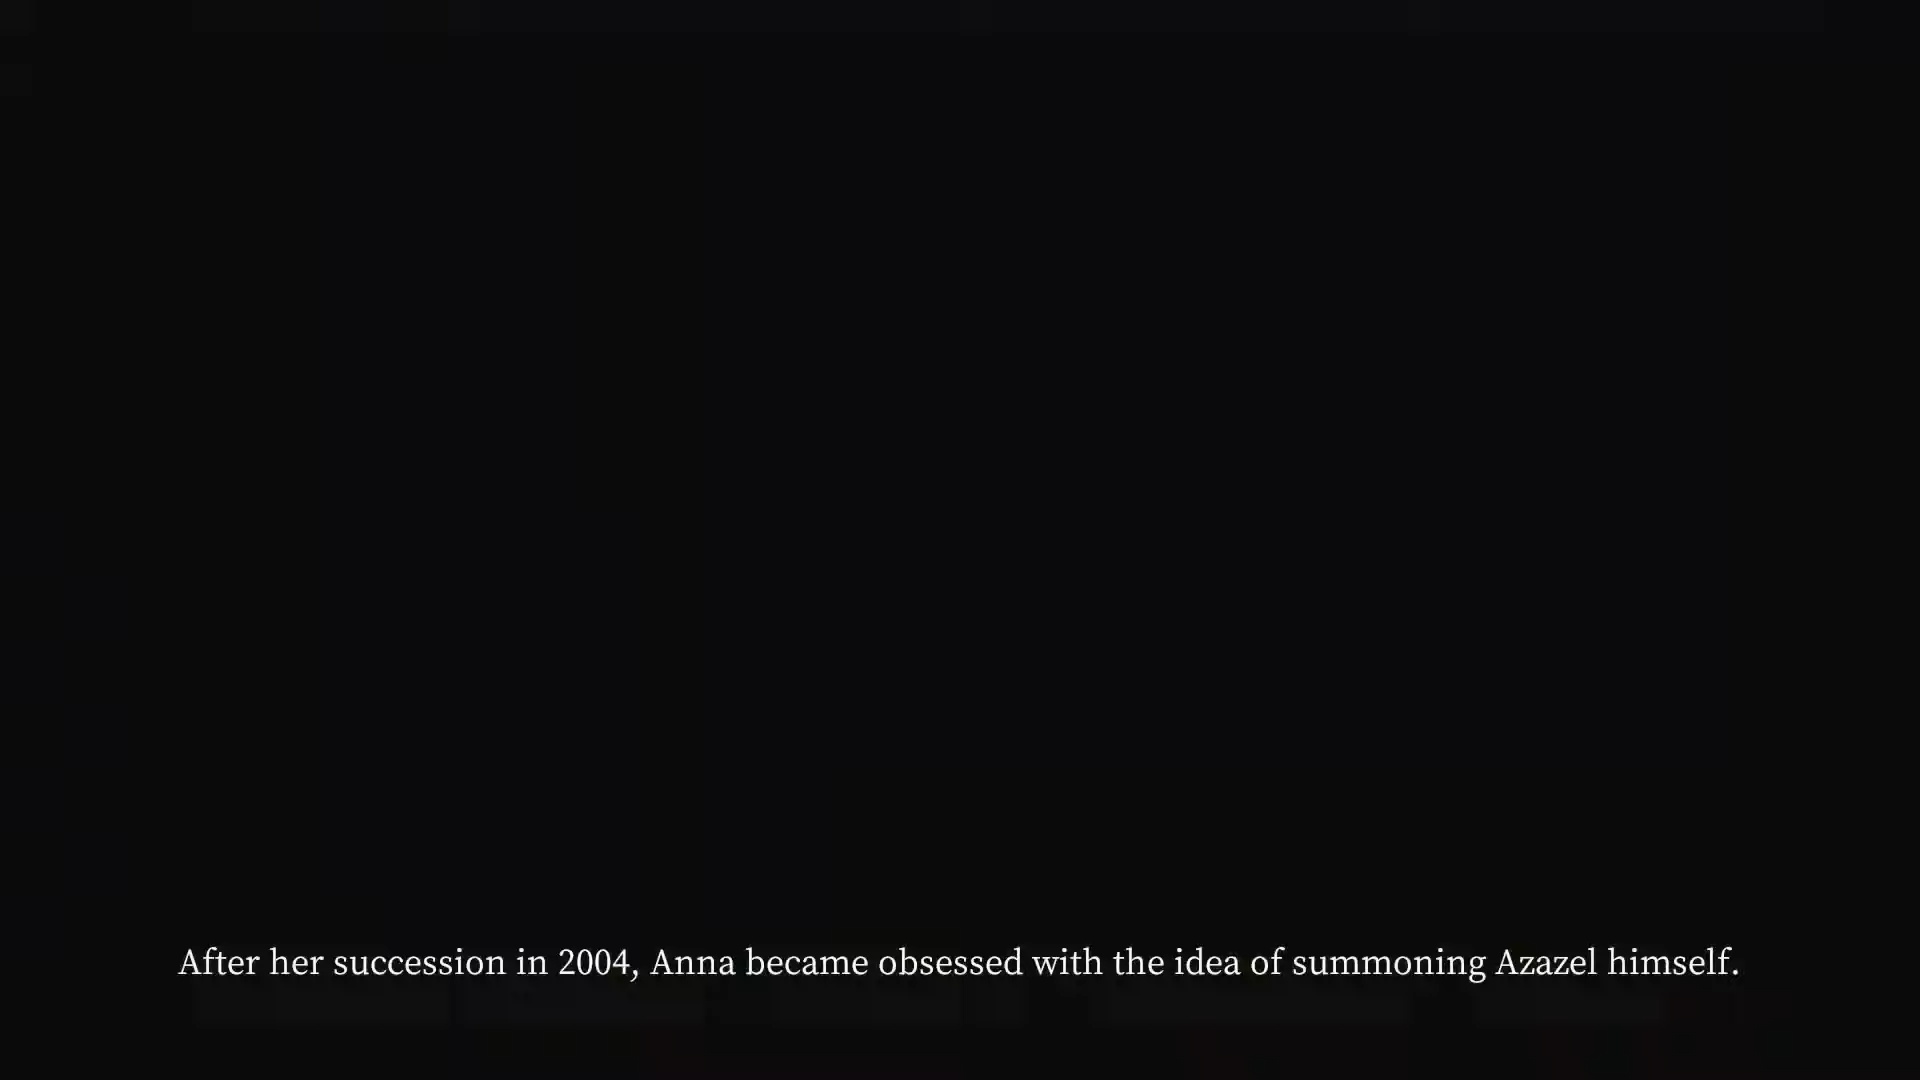 After her succession in 2004, Anna became obsessed with the idea of summoning Azazel himself.